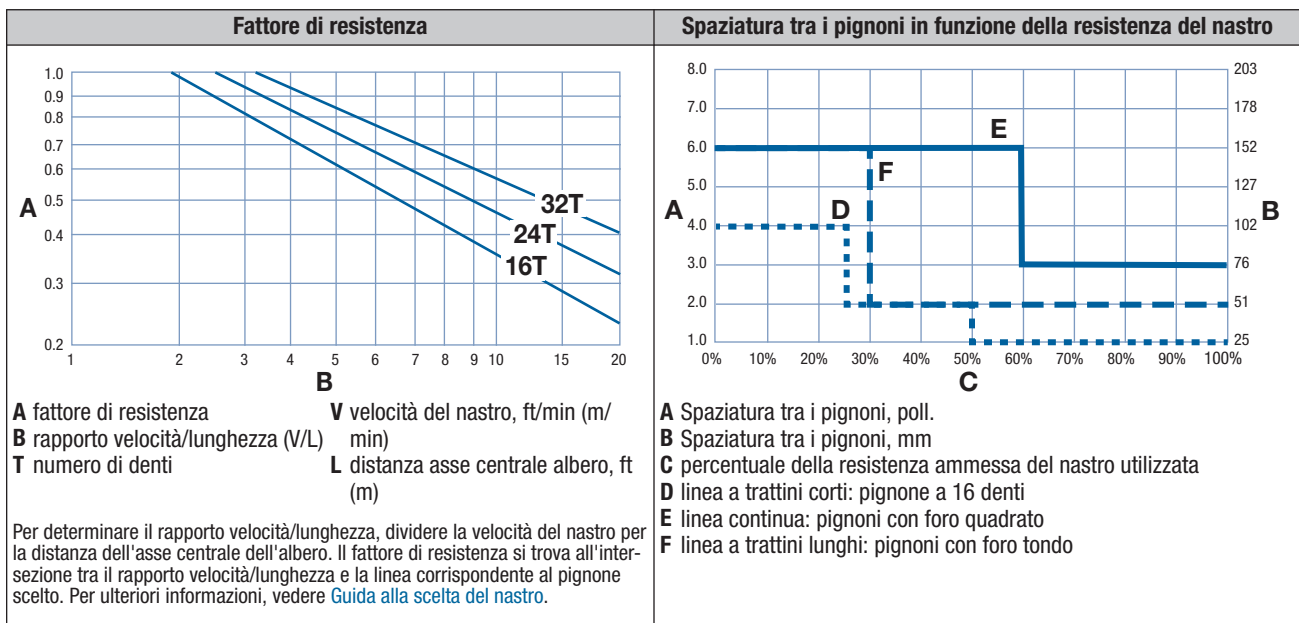 Fattore di resistenza
1.0
0.9
0.8
0.7
0.6
0.5
0.4
0.3
0.2
A
32T
24T
16T
1 2 3 4 5 6 7 8 9 10 15 20
B
A fattore di resistenza
B rapporto velocità/lunghezza (V/L)
T numero di denti
V velocità del nastro, ft/min (m/
min)
L distanza asse centrale albero, ft
(m)
Per determinare il rapporto velocità/lunghezza, dividere la velocità del nastro per
la distanza dell'asse centrale dell'albero. Il fattore di resistenza si trova all'inter-
sezione tra il rapporto velocità/lunghezza e la linea corrispondente al pignone
scelto. Per ulteriori informazioni, vedere Guida alla scelta del nastro.
Spaziatura tra i pignoni in funzione della resistenza del nastro
8.0
7.0
6.0
5.0
4.0
3.0
2.0
1.0
A
E
F
D
203
178
152
127
102
76
51
25
B
0% 10% 20% 30% 40% 50% 60% 70% 80% 90% 100%
C
A Spaziatura tra i pignoni, poll.
B Spaziatura tra i pignoni, mm
C percentuale della resistenza ammessa del nastro utilizzata
D linea a trattini corti: pignone a 16 denti
E linea continua: pignoni con foro quadrato
F linea a trattini lunghi: pignoni con foro tondo